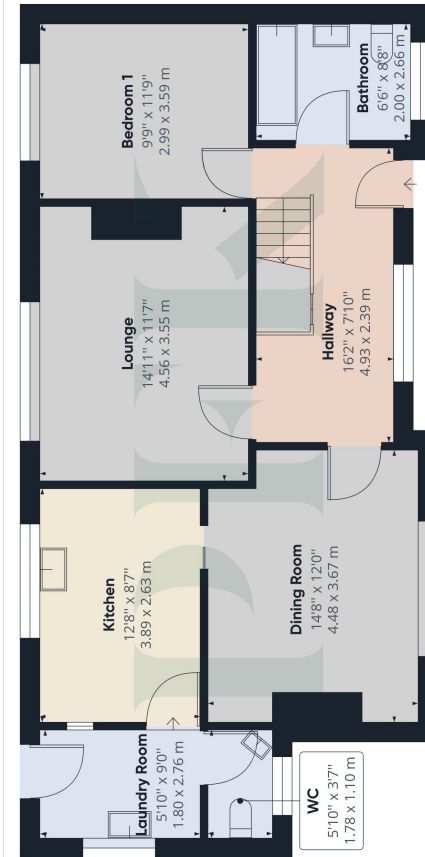 Bedroom 1
9'9" x 11'9"
2.99 x 3.59 m
Bathroom
6'6" x 8'8"
2.00 x 2.66 m
Lounge
14'11" x 11'7"
4.56 x 3.55 m
Hallway
16'2" x 7'10"
4.93 x 2.39 m
Kitchen
12'8" x 8'7"
3.89 x 2.63 m
Dining Room
14'8" x 12'0"
4.48 x 3.67 m
Laundry Room
5'10" x 9'0"
1.80 x 2.76 m
WC
5'10" x 3'7"
1.78 x 1.10 m